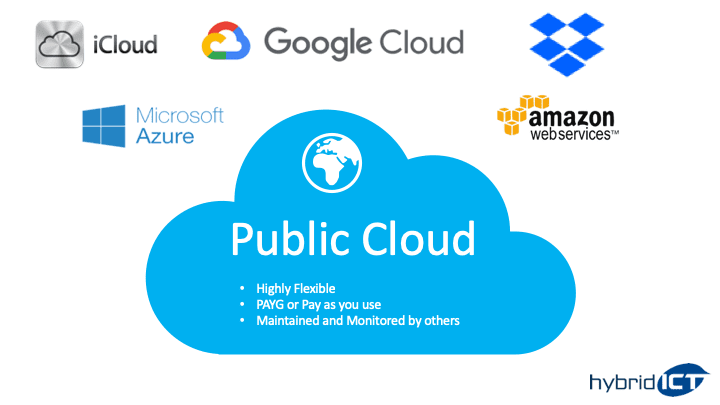 iCloud
Google Cloud
Microsoft
Azure
amazon
webservices™
Public Cloud
• Highly Flexible
• PAYG or Pay as you use
• Maintained and Monitored by others
hybridICT